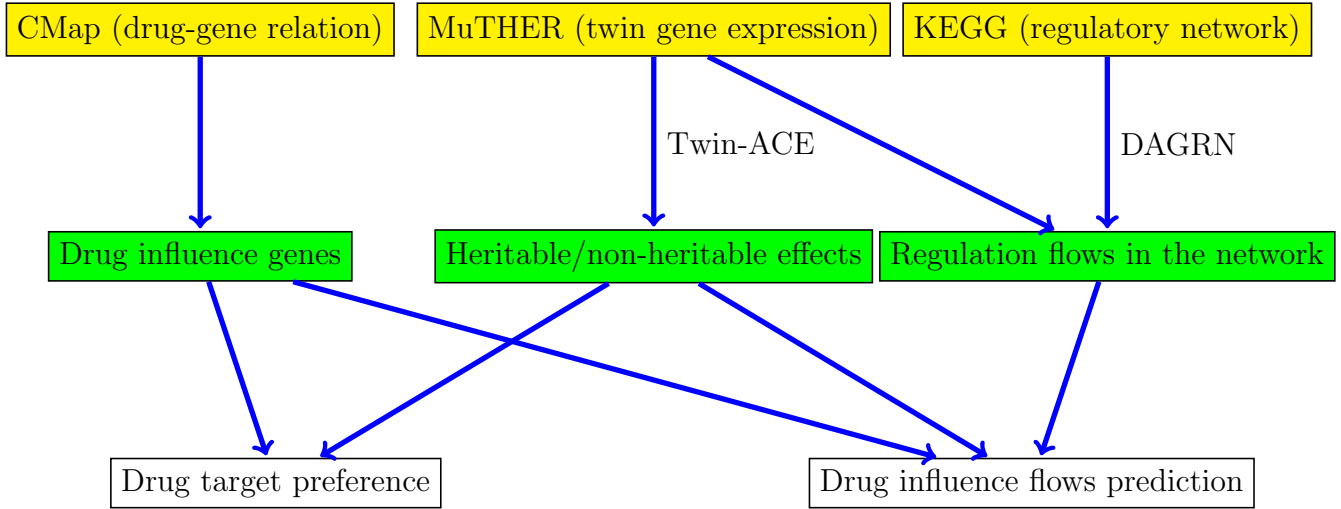 CMap (drug-gene relation)
MuTHER (twin gene expression)
KEGG (regulatory network)
Twin-ACE
DAGRN
Drug influence genes
Heritable/non-heritable effects
Regulation flows in the network
Drug target preference
Drug influence flows prediction